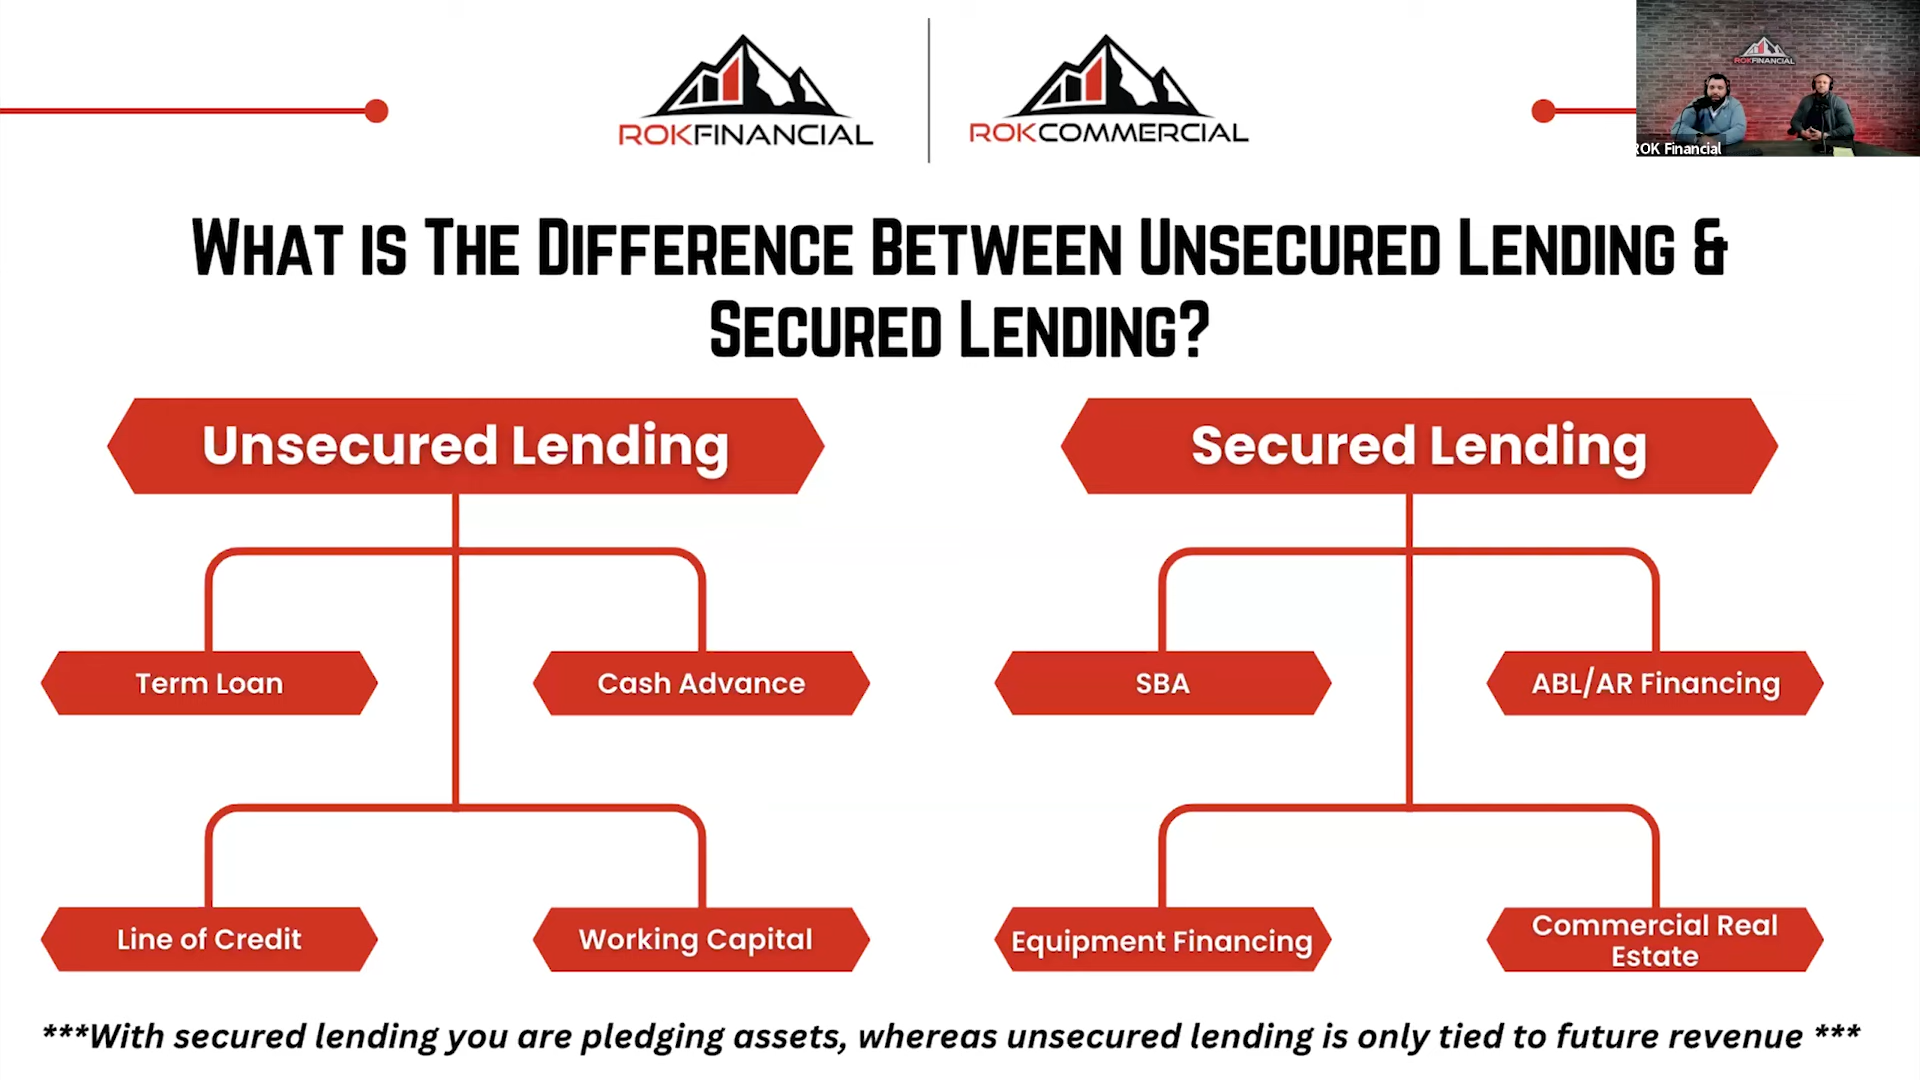 ROKFINANCIAL
ROKCOMMERCIAL
ROKFINANCIAL
ROK Financial
What is The Difference Between Unsecured Lending &
Secured Lending?
Unsecured Lending
Secured Lending
Term Loan
Cash Advance
SBA
ABL/AR Financing
Line of Credit
Working Capital
Equipment Financing
Commercial Real
Estate
***With secured lending you are pledging assets, whereas unsecured lending is only tied to future revenue ***